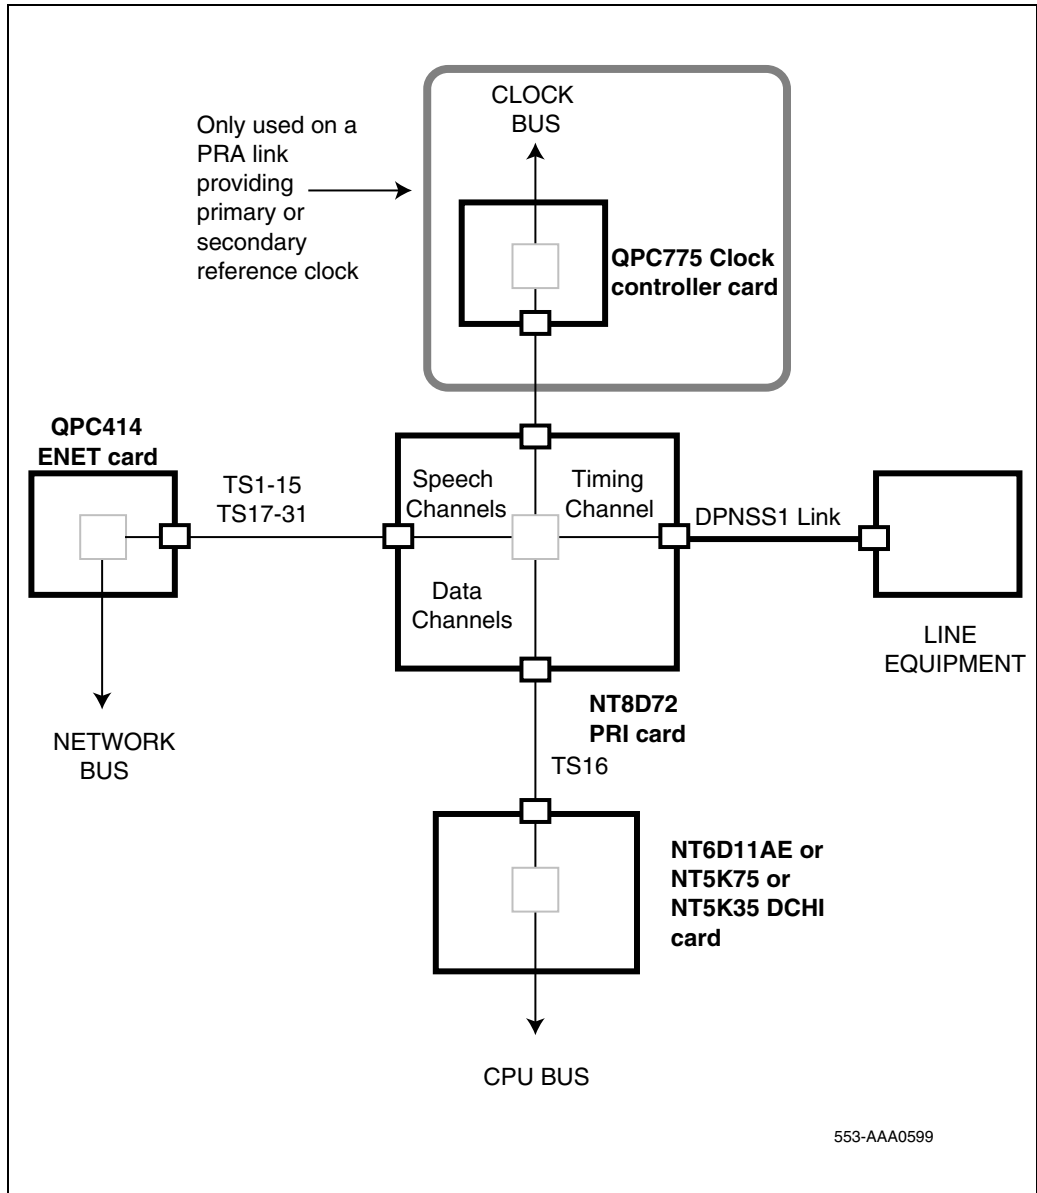 CLOCK
BUS
Only used on a
PRA link
providing
primary or
secondary
reference clock
QPC775 Clock
controller card
QPC414
ENET card
TS1-15
TS17-31
Speech
Channels
Timing
Channel
DPNSS1 Link
Data
Channels
LINE
EQUIPMENT
NT8D72
PRI card
NETWORK
BUS
TS16
NT6D11AE or
NT5K75 or
NT5K35 DCHI
card
CPU BUS
553-AAA0599